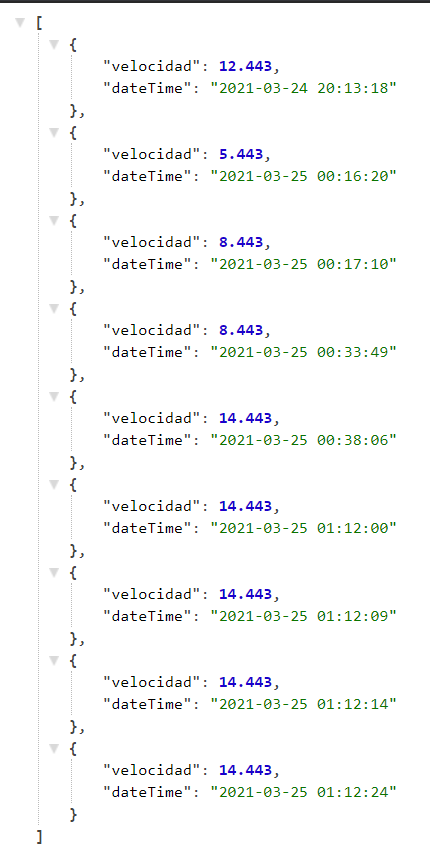 [
{
"velocidad": 12.443,
"dateTime": "2021-03-24 20:13:18"
},
{
"velocidad": 5.443,
"dateTime": "2021-03-25 00:16:20"
},
{
"velocidad": 8.443,
"dateTime": "2021-03-25 00:17:10"
},
{
"velocidad": 8.443,
"dateTime": "2021-03-25 00:33:49"
},
{
"velocidad": 14.443,
"dateTime": "2021-03-25 00:38:06"
},
{
"velocidad": 14.443,
"dateTime": "2021-03-25 01:12:00"
},
{
"velocidad": 14.443,
"dateTime": "2021-03-25 01:12:09"
},
{
"velocidad": 14.443,
"dateTime": "2021-03-25 01:12:14"
},
{
"velocidad": 14.443,
"dateTime": "2021-03-25 01:12:24"
}
]